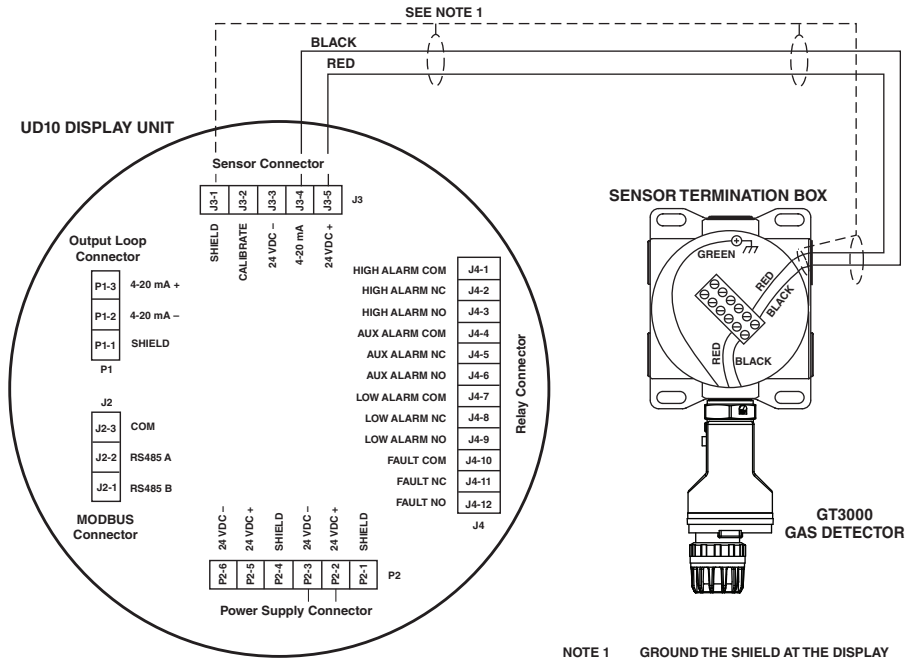 SEE NOTE 1
BLACK
RED
UD10 DISPLAY UNIT
Sensor Connector
J3-1
J3-2
J3-3
J3-4
J3-5
J3
SHIELD
CALIBRATE
24 VDC –
4-20 mA
24 VDC +
Output Loop
Connector
P1-3 4-20 mA +
P1-2 4-20 mA –
P1-1 SHIELD
P1
J2
J2-3 COM
J2-2 RS485 A
J2-1 RS485 B
MODBUS
Connector
HIGH ALARM COM J4-1
HIGH ALARM NC J4-2
HIGH ALARM NO J4-3
AUX ALARM COM J4-4
AUX ALARM NC J4-5
AUX ALARM NO J4-6
LOW ALARM COM J4-7
LOW ALARM NC J4-8
LOW ALARM NO J4-9
FAULT COM J4-10
FAULT NC J4-11
FAULT NO J4-12
J4
Relay Connector
24 VDC –
24 VDC +
SHIELD
24 VDC –
24 VDC +
SHIELD
P2-6
P2-5
P2-4
P2-3
P2-2
P2-1
P2
Power Supply Connector
SENSOR TERMINATION BOX
GREEN
RED
BLACK
RED
BLACK
GT3000
GAS DETECTOR
NOTE 1 GROUND THE SHIELD AT THE DISPLAY